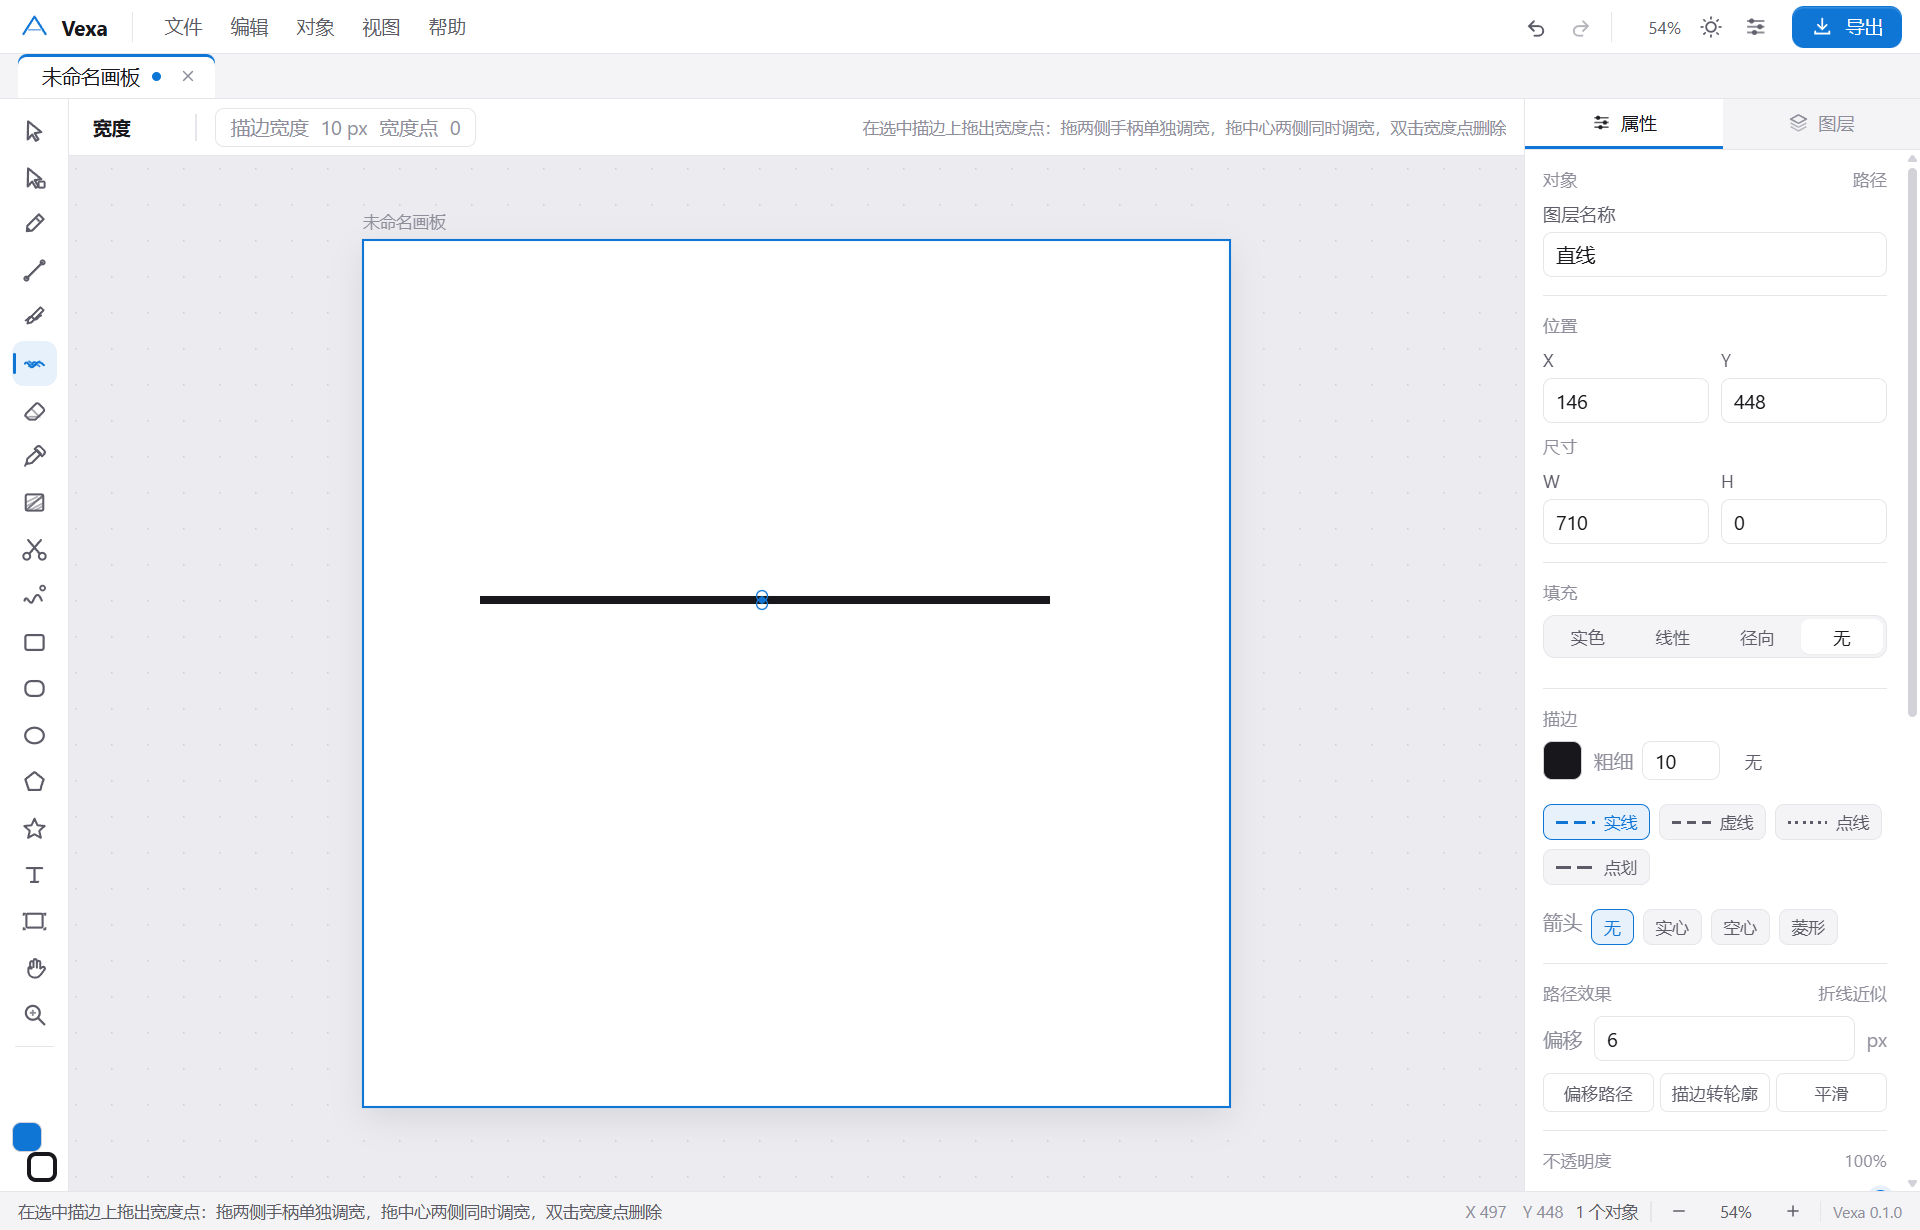 Vexa 文件 编辑 对象 视图 帮助 54% 导出
未命名画板
宽度 描边宽度 10 px 宽度点 0 在选中描边上拖出宽度点：拖两侧手柄单独调宽，拖中心两侧同时调宽，双击宽度点删除
属性 图层
未命名画板
对象 路径
图层名称
直线
位置
X Y
146 448
尺寸
W H
710 0
填充
实色 线性 径向 无
描边
粗细 10 无
实线 虚线 点线
点划
箭头 无 实心 空心 菱形
路径效果 折线近似
偏移 6 px
偏移路径 描边转轮廓 平滑
不透明度 100%
在选中描边上拖出宽度点：拖两侧手柄单独调宽，拖中心两侧同时调宽，双击宽度点删除 X 497 Y 448 1 个对象 54% Vexa 0.1.0